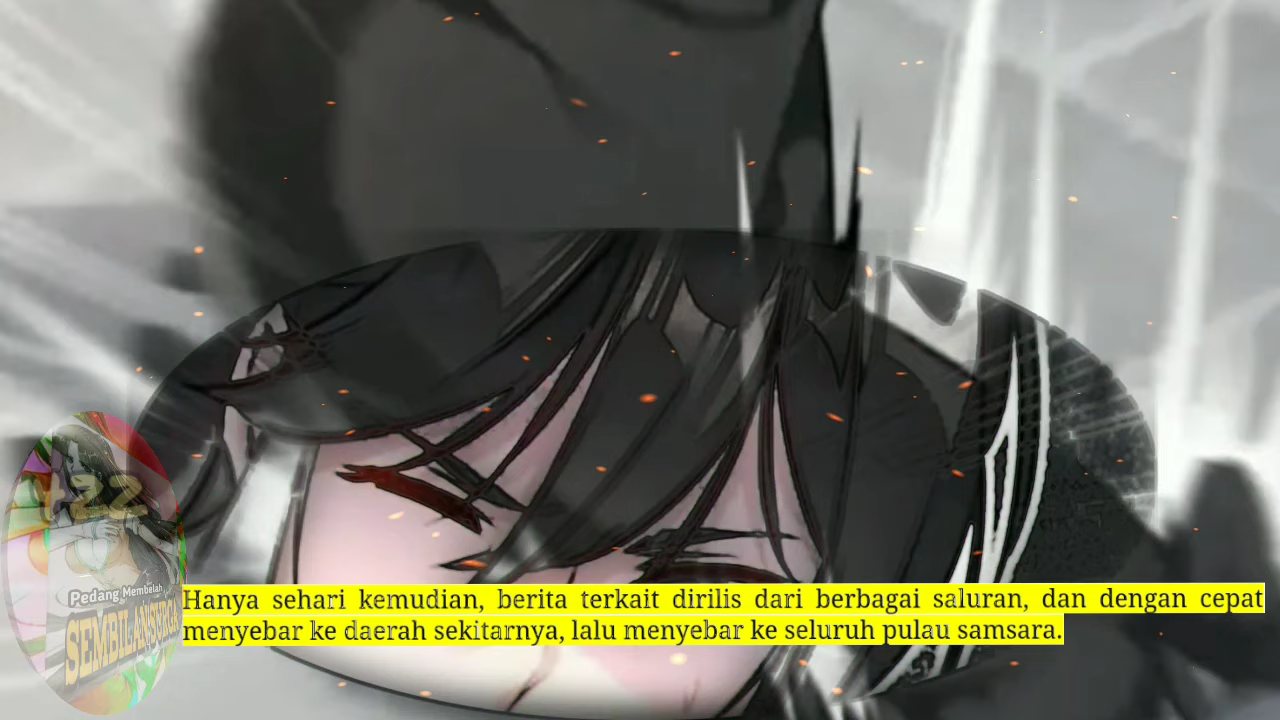 122
Pedang Membelah
SEMBILAN SURGA
Hanya sehari kemudian, berita terkait dirilis dari berbagai saluran, dan dengan cepat
menyebar ke daerah sekitarnya, lalu menyebar ke seluruh pulau samsara.